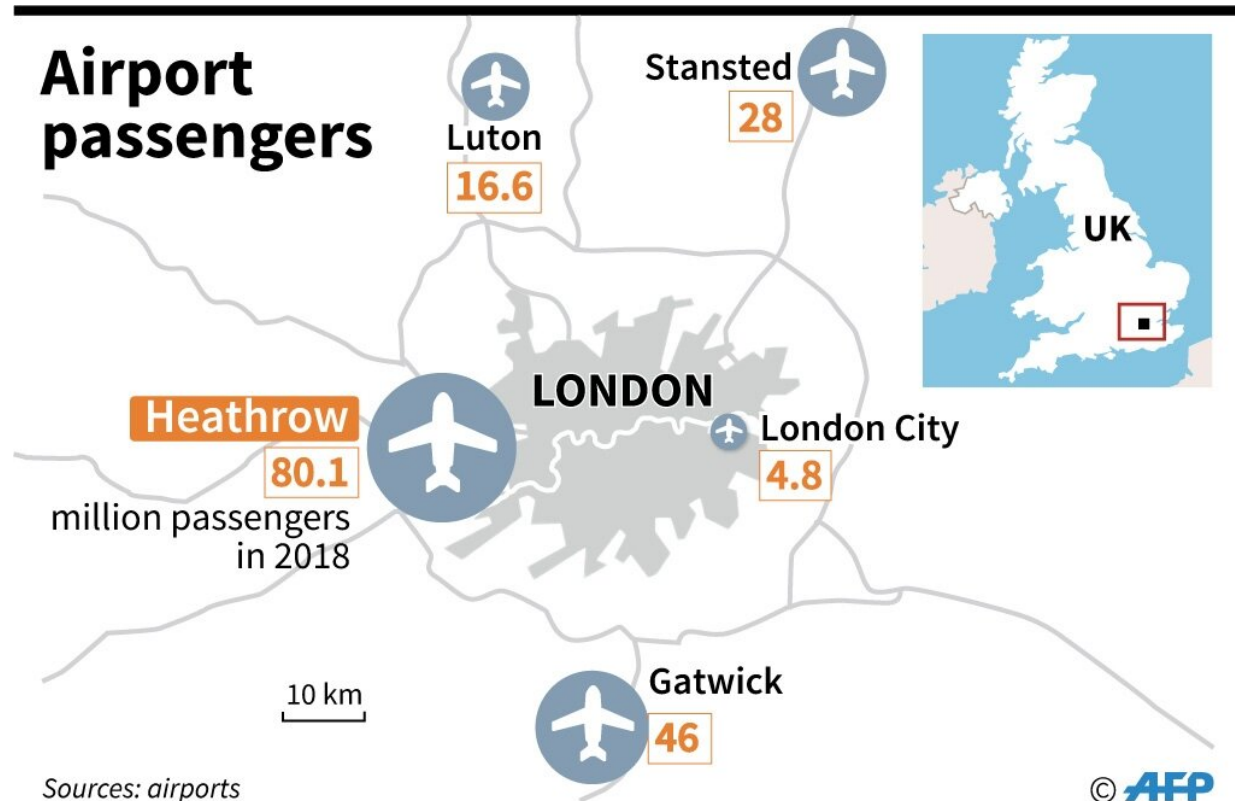 Airport
passengers
Luton
16.6
Stansted
28
UK
LONDON
Heathrow
80.1
million passengers
in 2018
London City
4.8
10 km
Gatwick
46
Sources: airports
© AFP